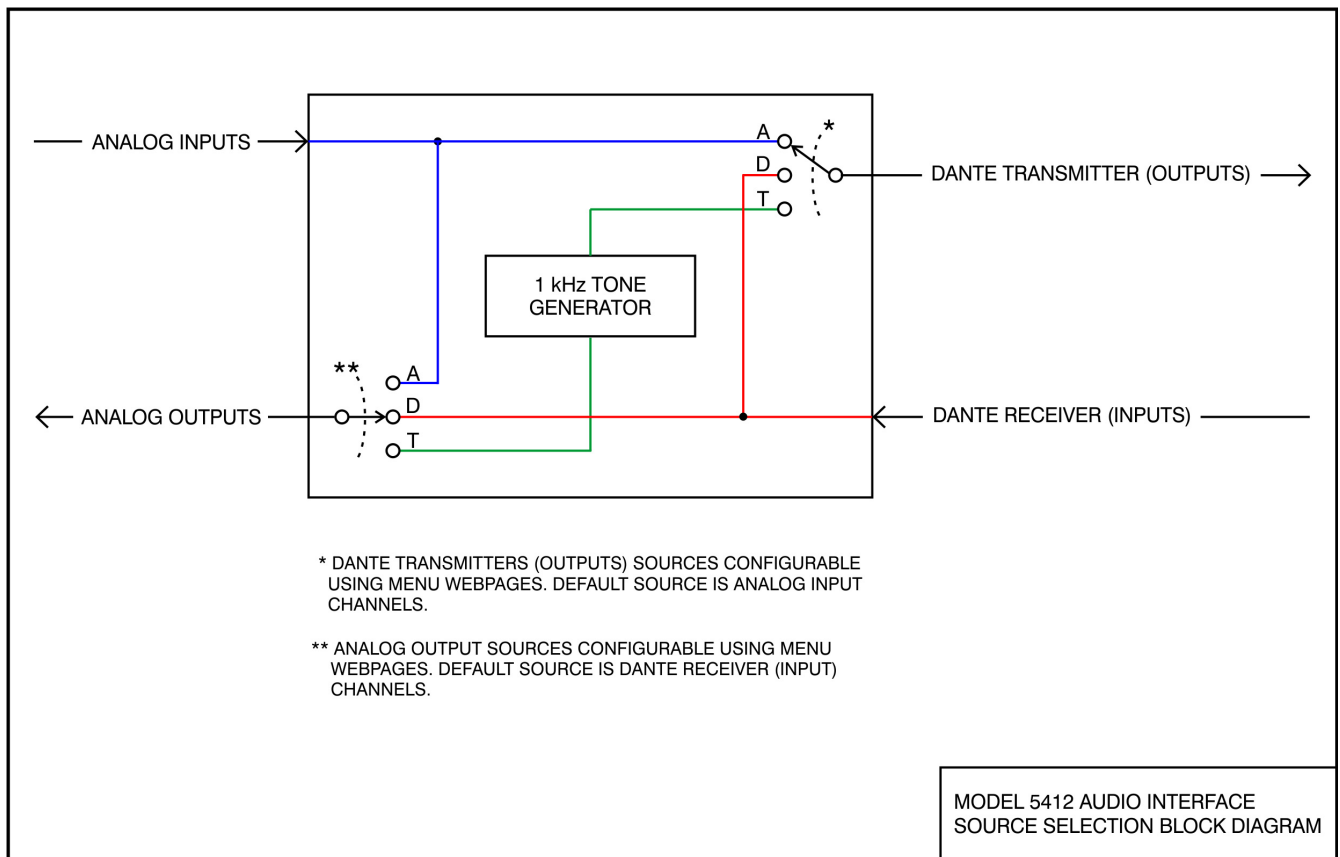 ANALOG INPUTS
A
*
D
DANTE TRANSMITTER (OUTPUTS)
T
1 kHz TONE
GENERATOR
**
A
ANALOG OUTPUTS
D
DANTE RECEIVER (INPUTS)
T
* DANTE TRANSMITTERS (OUTPUTS) SOURCES CONFIGURABLE
USING MENU WEBPAGES. DEFAULT SOURCE IS ANALOG INPUT
CHANNELS.
** ANALOG OUTPUT SOURCES CONFIGURABLE USING MENU
WEBPAGES. DEFAULT SOURCE IS DANTE RECEIVER (INPUT)
CHANNELS.
MODEL 5412 AUDIO INTERFACE
SOURCE SELECTION BLOCK DIAGRAM